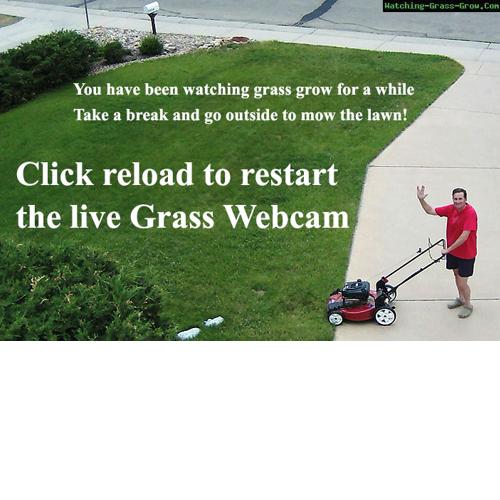 Watching-Grass-Grow.Com
You have been watching grass grow for a while
Take a break and go outside to mow the lawn!
Click reload to restart
the live Grass Webcam